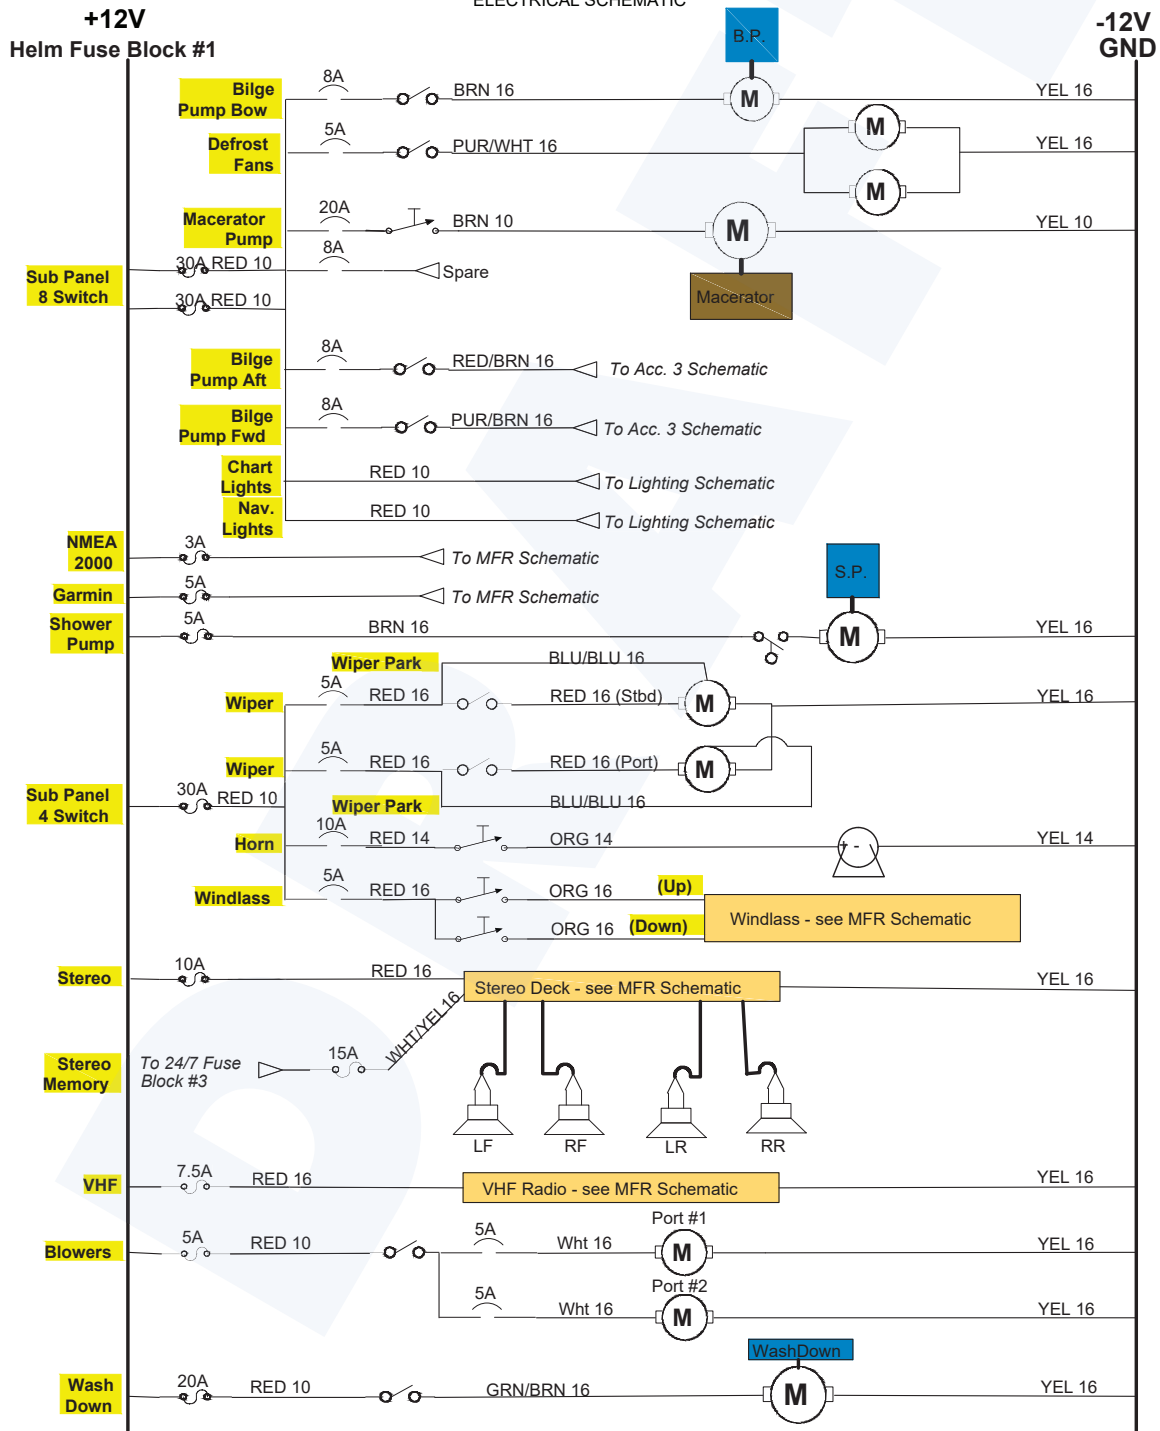 ELECTRICAL SCHEMATIC
+12V
-12V
Helm Fuse Block #1
GND
B.P.
Bilge
Pump Bow
8A
BRN 16
M
YEL 16
M
Defrost
Fans
5A
PUR/WHT 16
YEL 16
M
Macerator
Pump
20A
BRN 10
M
YEL 10
Sub Panel
8 Switch
30A RED 10
8A
Spare
30A RED 10
Macerator
Bilge
Pump Aft
8A
RED/BRN 16
To Acc. 3 Schematic
Bilge
Pump Fwd
8A
PUR/BRN 16
To Acc. 3 Schematic
Chart
Lights
RED 10
To Lighting Schematic
Nav.
Lights
RED 10
To Lighting Schematic
NMEA
2000
3A
To MFR Schematic
S.P.
Garmin
5A
To MFR Schematic
Shower
Pump
5A
BRN 16
M
YEL 16
Wiper Park
BLU/BLU 16
Wiper
5A
RED 16
RED 16 (Stbd)
M
YEL 16
Wiper
5A
RED 16
RED 16 (Port)
M
Sub Panel
4 Switch
30A
RED 10
Wiper Park
BLU/BLU 16
Horn
10A
RED 14
ORG 14
+ -
YEL 14
Windlass
5A
RED 16
ORG 16
(Up)
ORG 16
(Down)
Windlass - see MFR Schematic
Stereo
10A
RED 16
Stereo Deck - see MFR Schematic
YEL 16
WHT/YEL16
Stereo
Memory
To 24/7 Fuse
Block #3
15A
LF
RF
LR
RR
VHF
7.5A
RED 16
VHF Radio - see MFR Schematic
YEL 16
Port #1
Blowers
5A
RED 10
5A
Wht 16
M
YEL 16
Port #2
5A
Wht 16
M
YEL 16
WashDown
Wash
Down
20A
RED 10
GRN/BRN 16
M
YEL 16
DRAFT